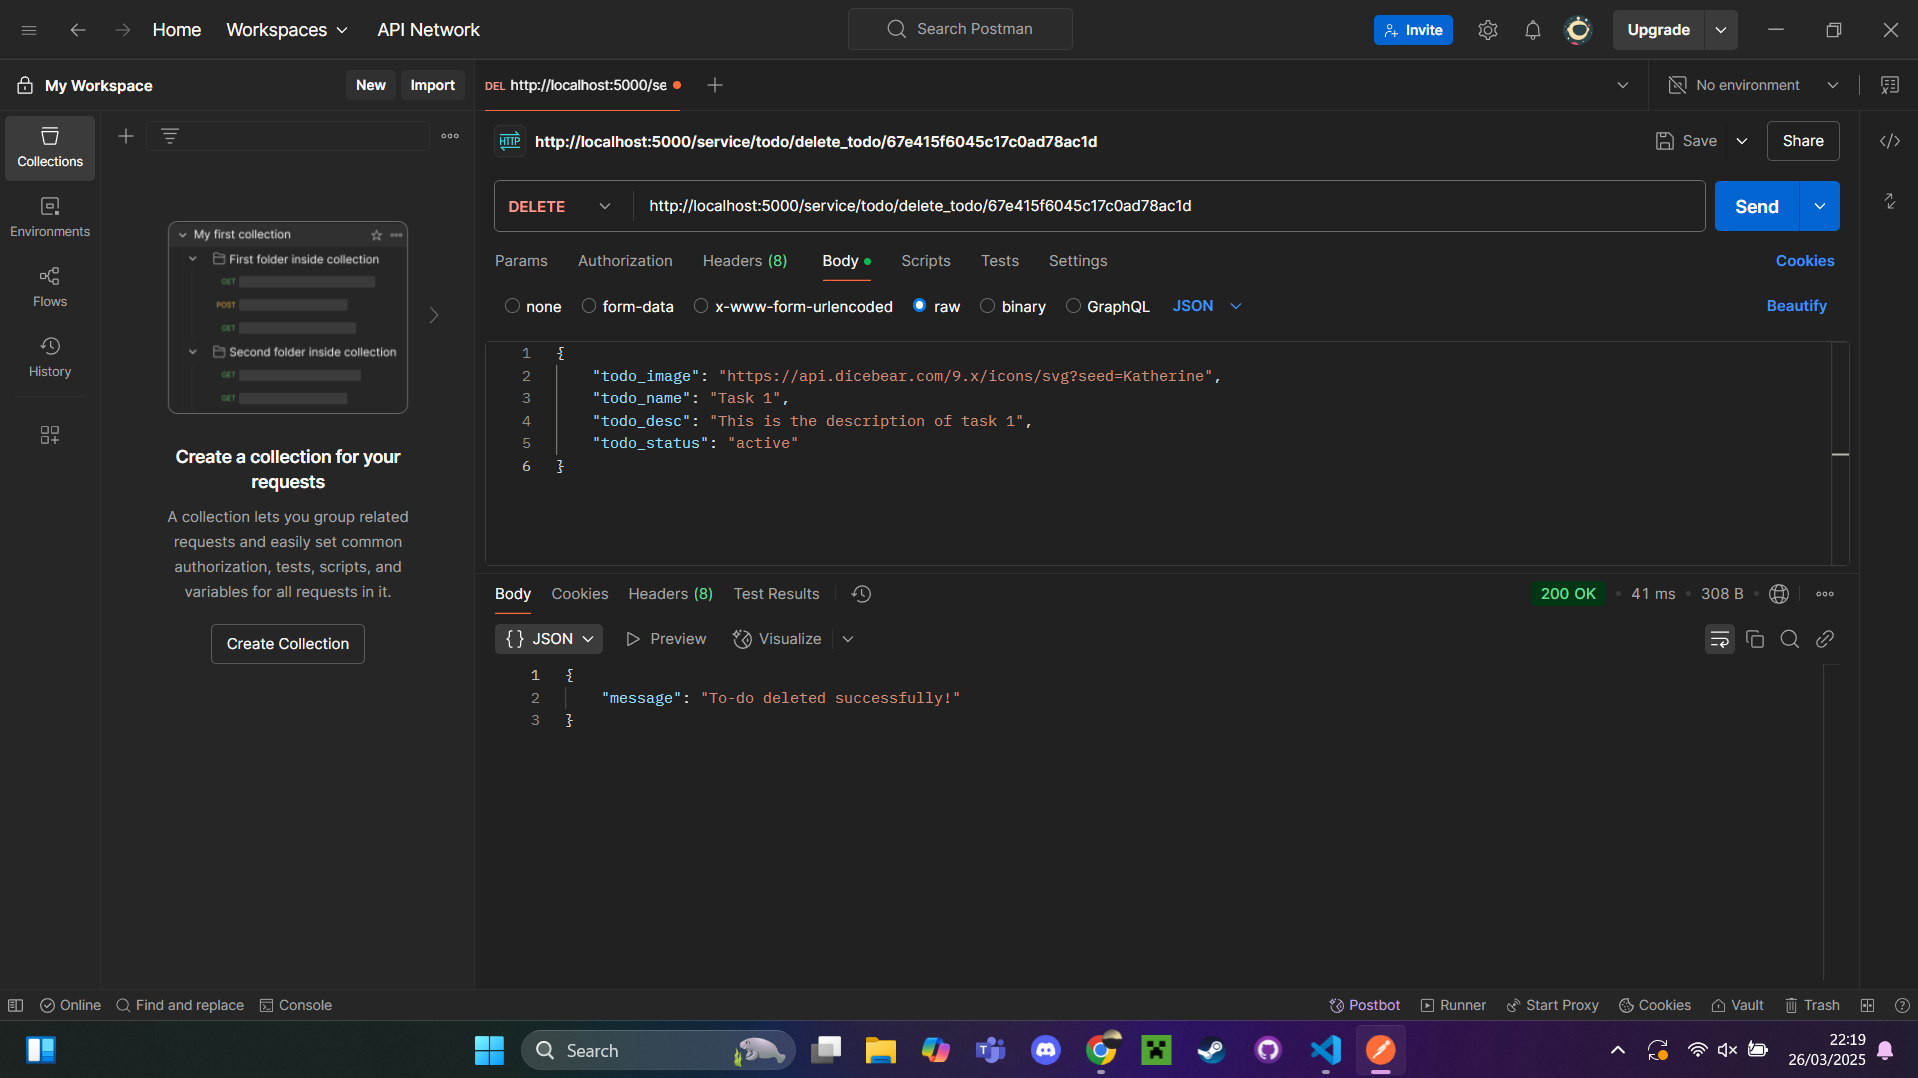 Home
Workspaces
API Network
Search Postman
Invite
Upgrade
My Workspace
New
Import
DEL http://localhost:5000/se
No environment
Collections
Environments
Flows
History
My first collection
First folder inside collection
GET
POST
GET
Second folder inside collection
GET
GET
Create a collection for your
requests
A collection lets you group related
requests and easily set common
authorization, tests, scripts, and
variables for all requests in it.
Create Collection
HTTP http://localhost:5000/service/todo/delete_todo/67e415f6045c17c0ad78ac1d
Save
Share
DELETE http://localhost:5000/service/todo/delete_todo/67e415f6045c17c0ad78ac1d
Send
Params Authorization Headers (8) Body Scripts Tests Settings Cookies
none form-data x-www-form-urlencoded raw binary GraphQL JSON Beautify
1 {
2 "todo_image": "https://api.dicebear.com/9.x/icons/svg?seed=Katherine",
3 "todo_name": "Task 1",
4 "todo_desc": "This is the description of task 1",
5 "todo_status": "active"
6 }
Body Cookies Headers (8) Test Results 200 OK • 41 ms • 308 B •
{} JSON Preview Visualize
1 {
2 "message": "To-do deleted successfully!"
3 }
Online Find and replace Console Postbot Runner Start Proxy Cookies Vault Trash
Search
22:19
26/03/2025